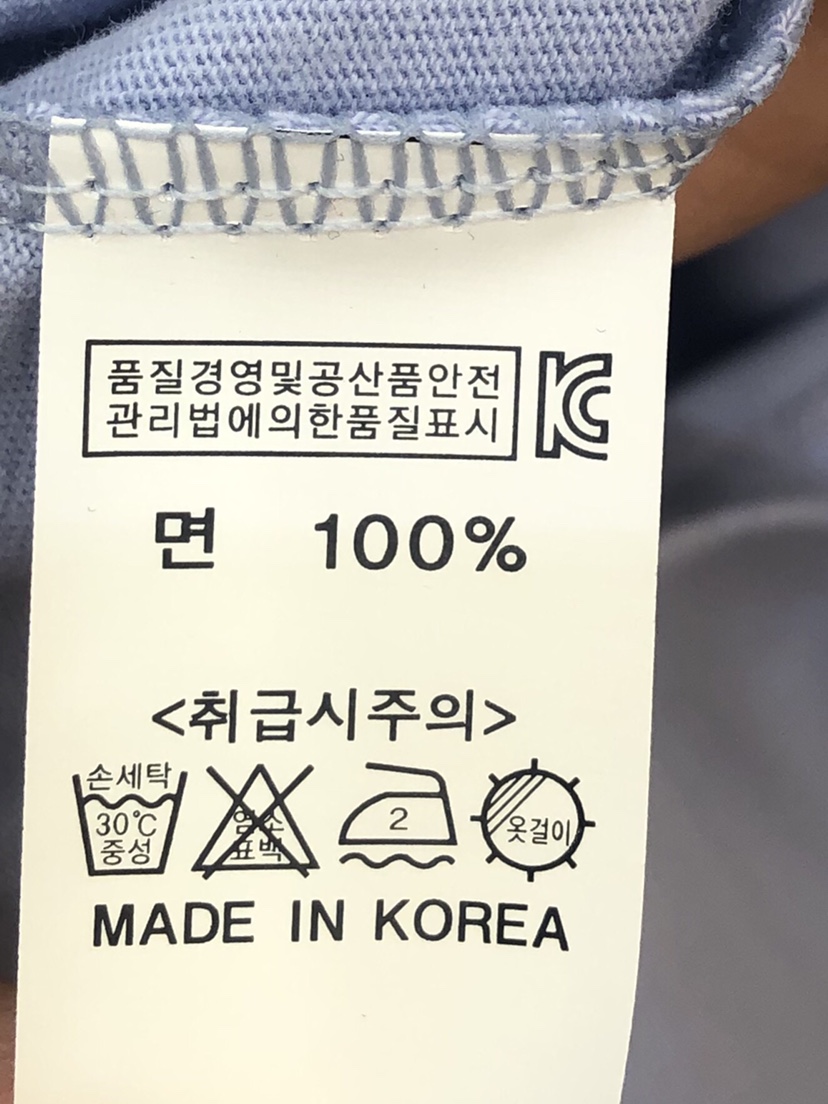 품질경영및공산품안전
관리법에의한품질표시
면 100%
<취급시주의>
손세탁
30℃
중성
염소
표백
2
옷걸이
MADE IN KOREA